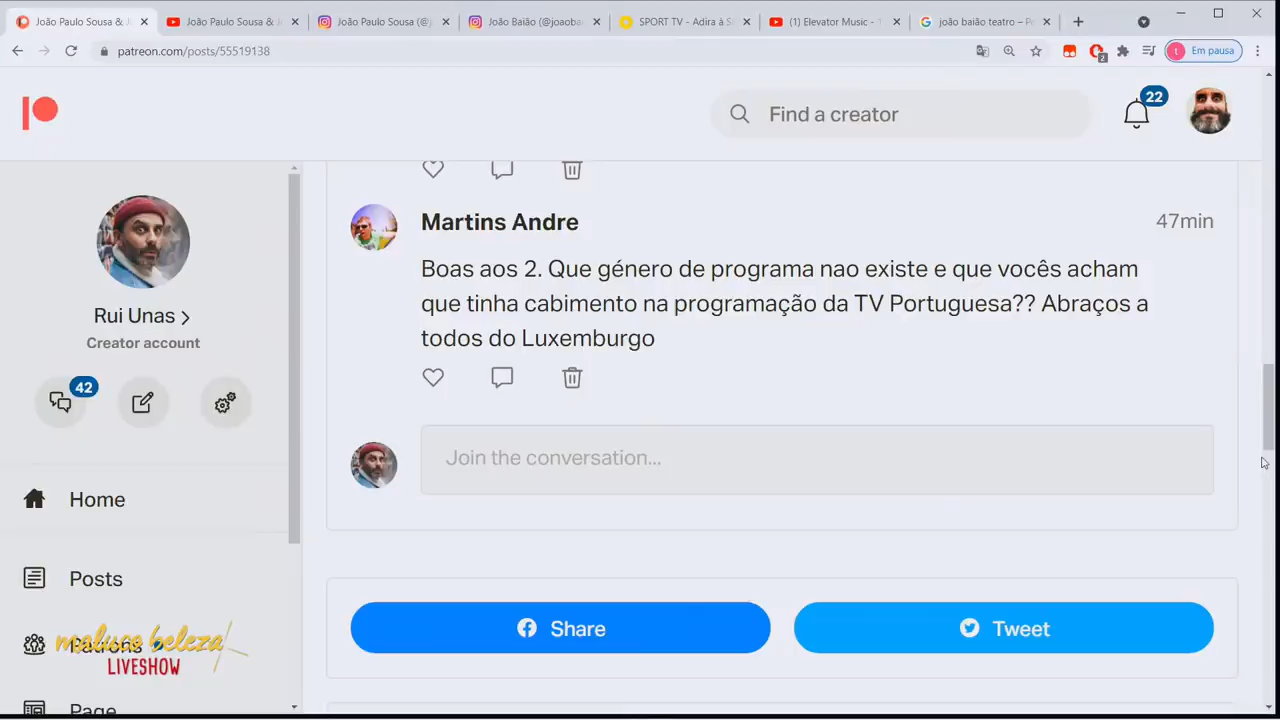 João Paulo Sousa &
João Paulo Sousa &
João Paulo Sousa (@j
João Baião (@joaoba
SPORT TV - Adira à S
(1) Elevator Music -
joão baião teatro – P
patreon.com/posts/55519138
2
t
Em pausa
Find a creator
22
Rui Unas
Creator account
42
Home
Posts
Patrons
Page
maluco beleza
LIVESHOW
Martins Andre
47min
Boas aos 2. Que género de programa nao existe e que vocês acham
que tinha cabimento na programação da TV Portuguesa?? Abraços a
todos do Luxemburgo
Join the conversation...
Share
Tweet